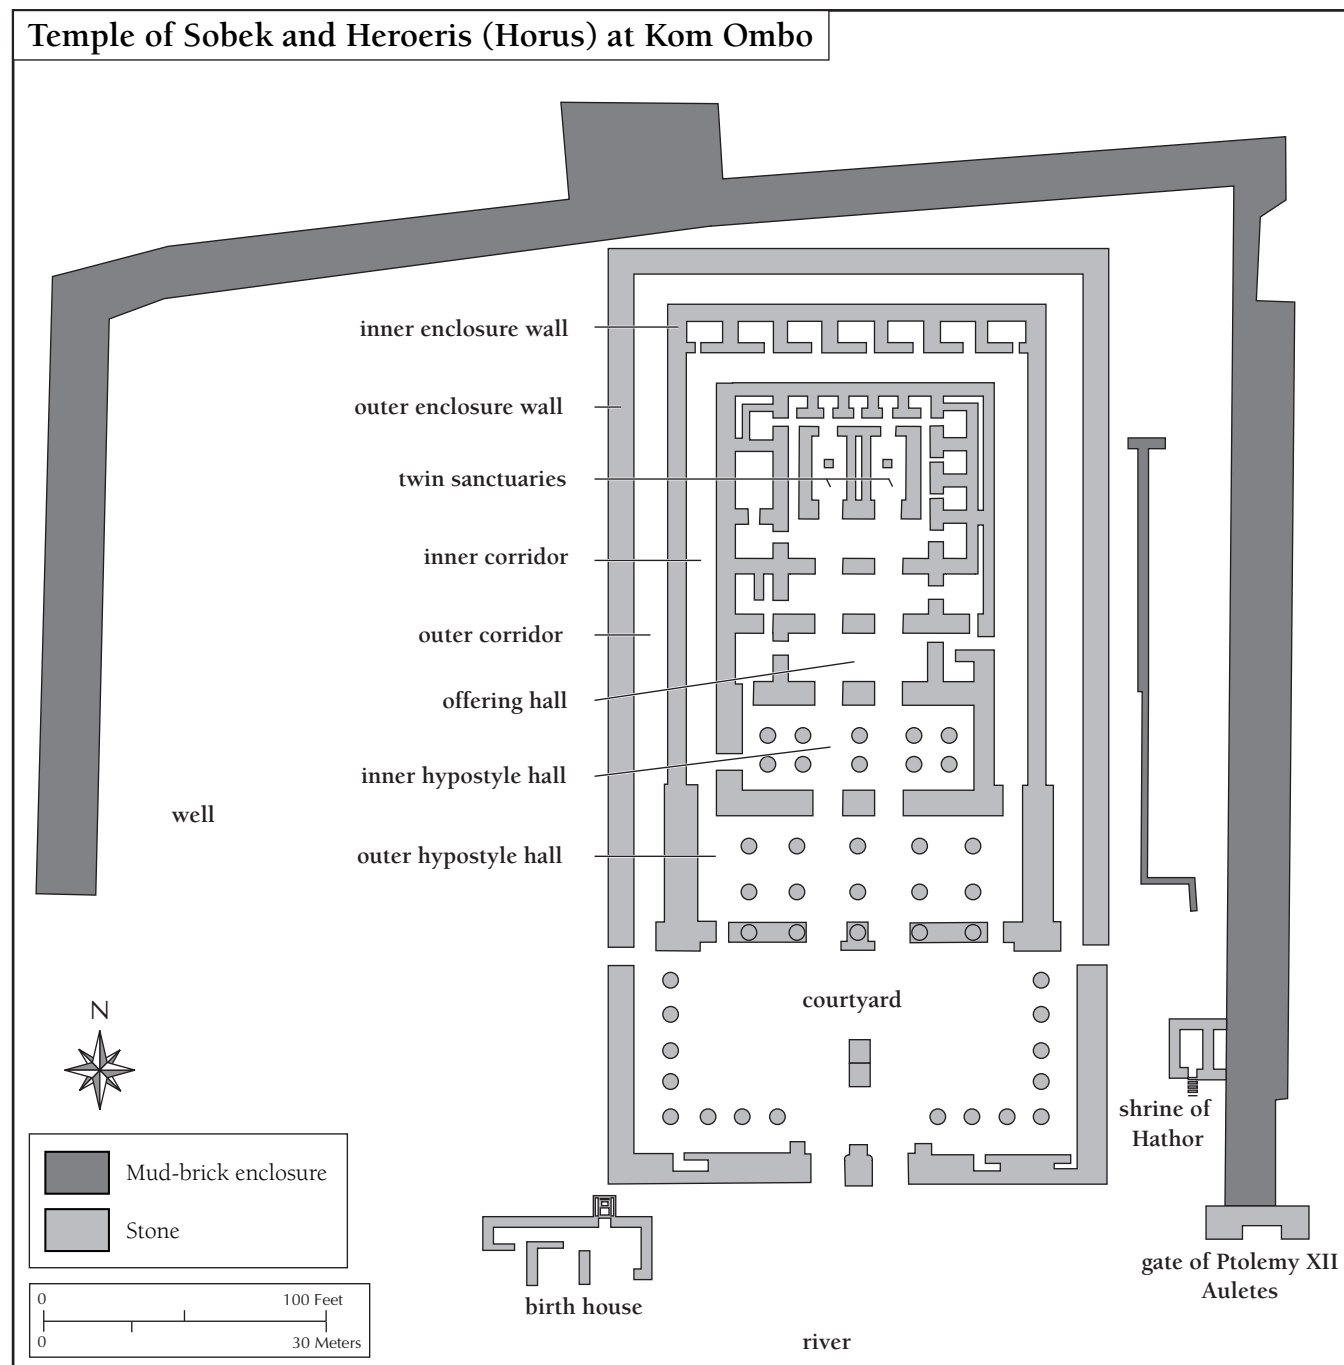 Temple of Sobek and Heroeris (Horus) at Kom Ombo
inner enclosure wall
outer enclosure wall
twin sanctuaries
inner corridor
outer corridor
offering hall
inner hypostyle hall
well
outer hypostyle hall
courtyard
N
shrine of
Hathor
Mud-brick enclosure
Stone
gate of Ptolemy XII
Auletes
0 100 Feet
0 30 Meters
birth house
river